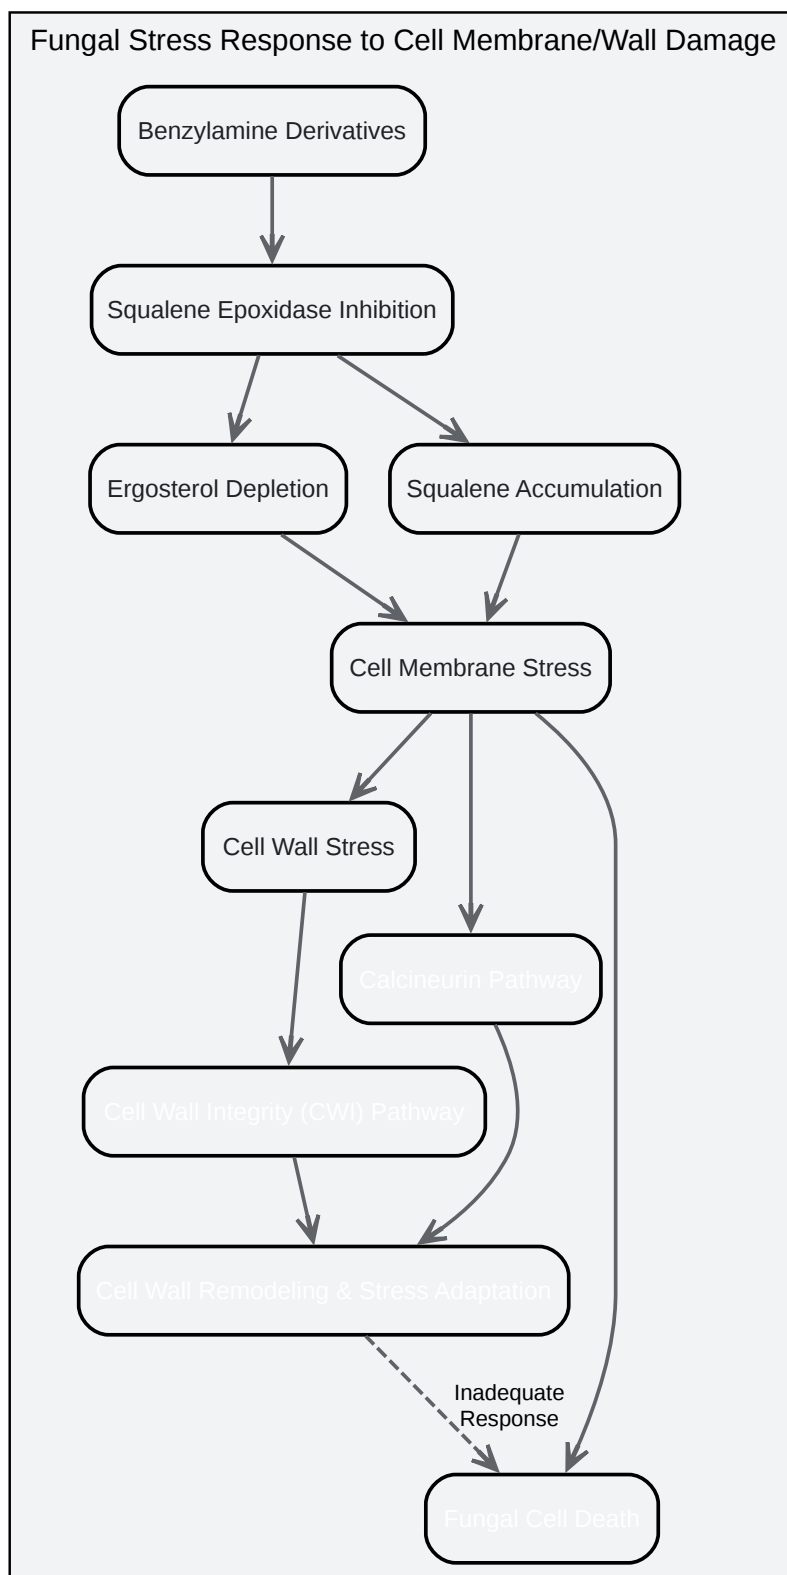 Fungal Stress Response to Cell Membrane/Wall Damage
Benzylamine Derivatives
Squalene Epoxidase Inhibition
Ergosterol Depletion
Squalene Accumulation
Cell Membrane Stress
Cell Wall Stress
Calcineurin Pathway
Cell Wall Integrity (CWI) Pathway
Cell Wall Remodeling & Stress Adaptation
Inadequate
Response
Fungal Cell Death